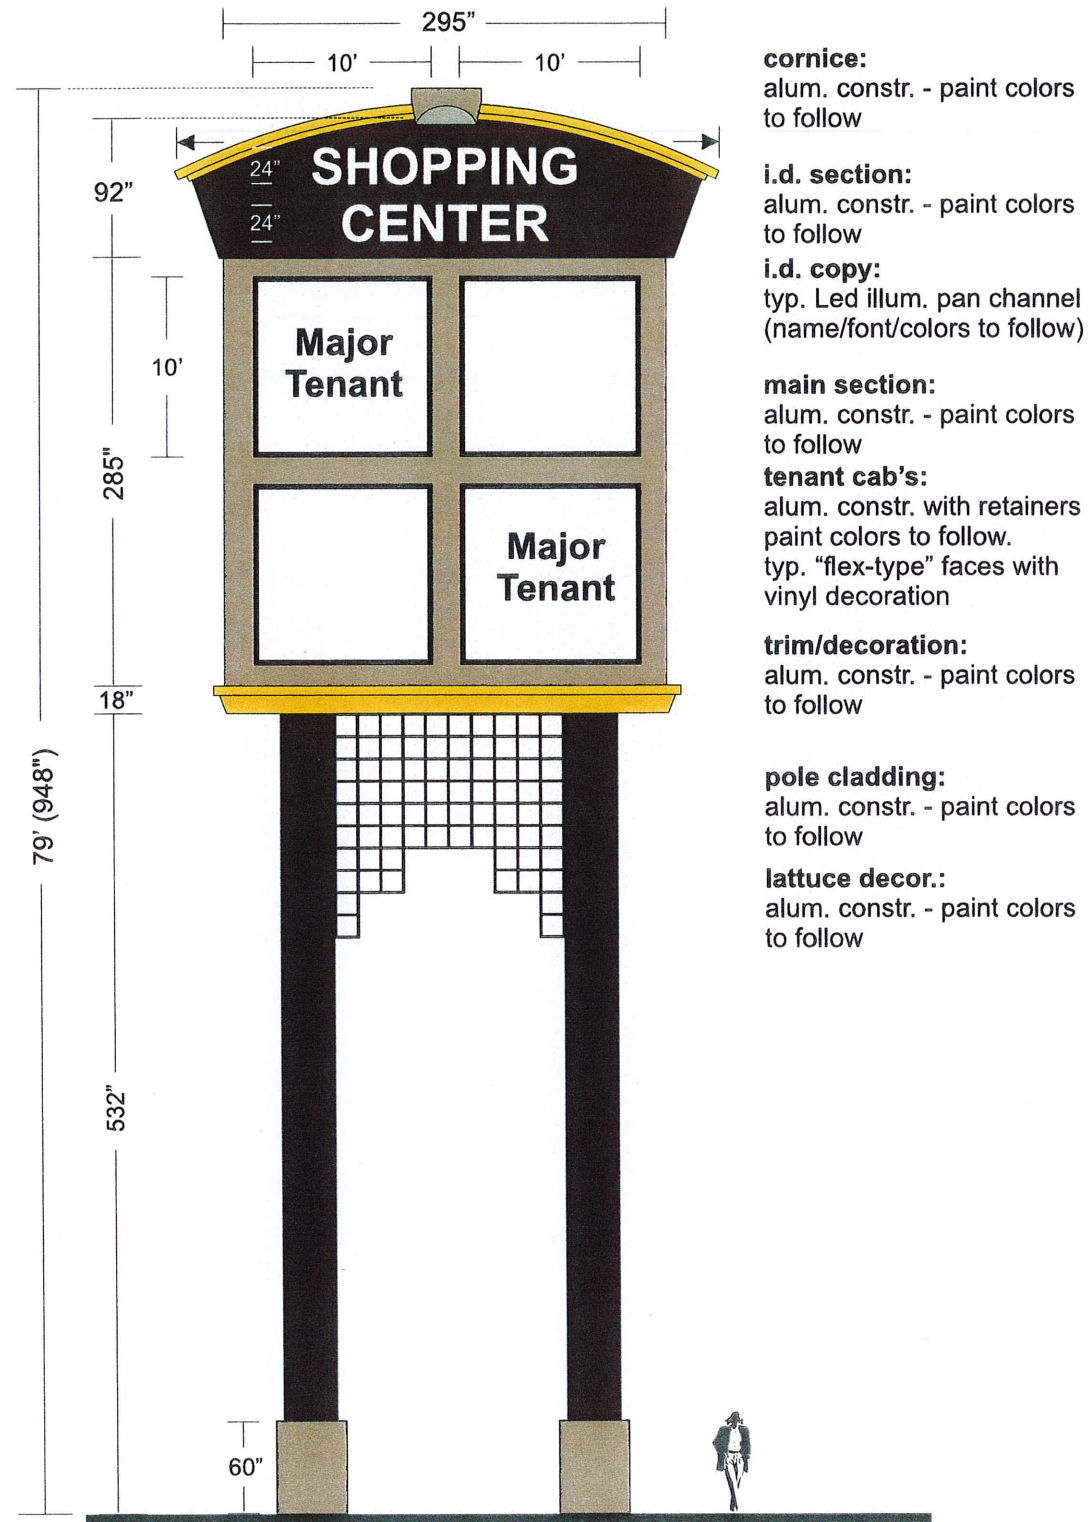 295"
10'
10'
cornice:
alum. constr. - paint colors
to follow
92"
24"
SHOPPING
24"
CENTER
i.d. section:
alum. constr. - paint colors
to follow
i.d. copy:
typ. Led illum. pan channel
(name/font/colors to follow)
10'
Major
Tenant
main section:
alum. constr. - paint colors
to follow
285"
tenant cab's:
alum. constr. with retainers
paint colors to follow.
typ. “flex-type” faces with
vinyl decoration
Major
Tenant
trim/decoration:
alum. constr. - paint colors
to follow
18"
79' (948")
pole cladding:
alum. constr. - paint colors
to follow
lattuce decor.:
alum. constr. - paint colors
to follow
532"
60"